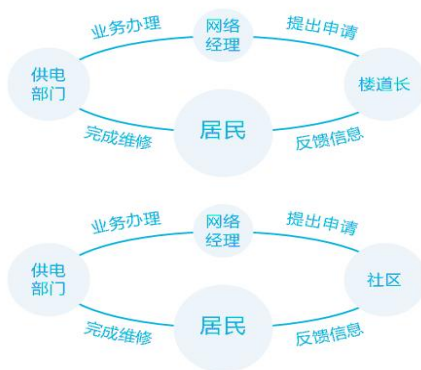 业务办理
网络
经理
提出申请
供电
部门
楼道长
完成维修
居民
反馈信息
业务办理
网络
经理
提出申请
供电
部门
社区
完成维修
居民
反馈信息